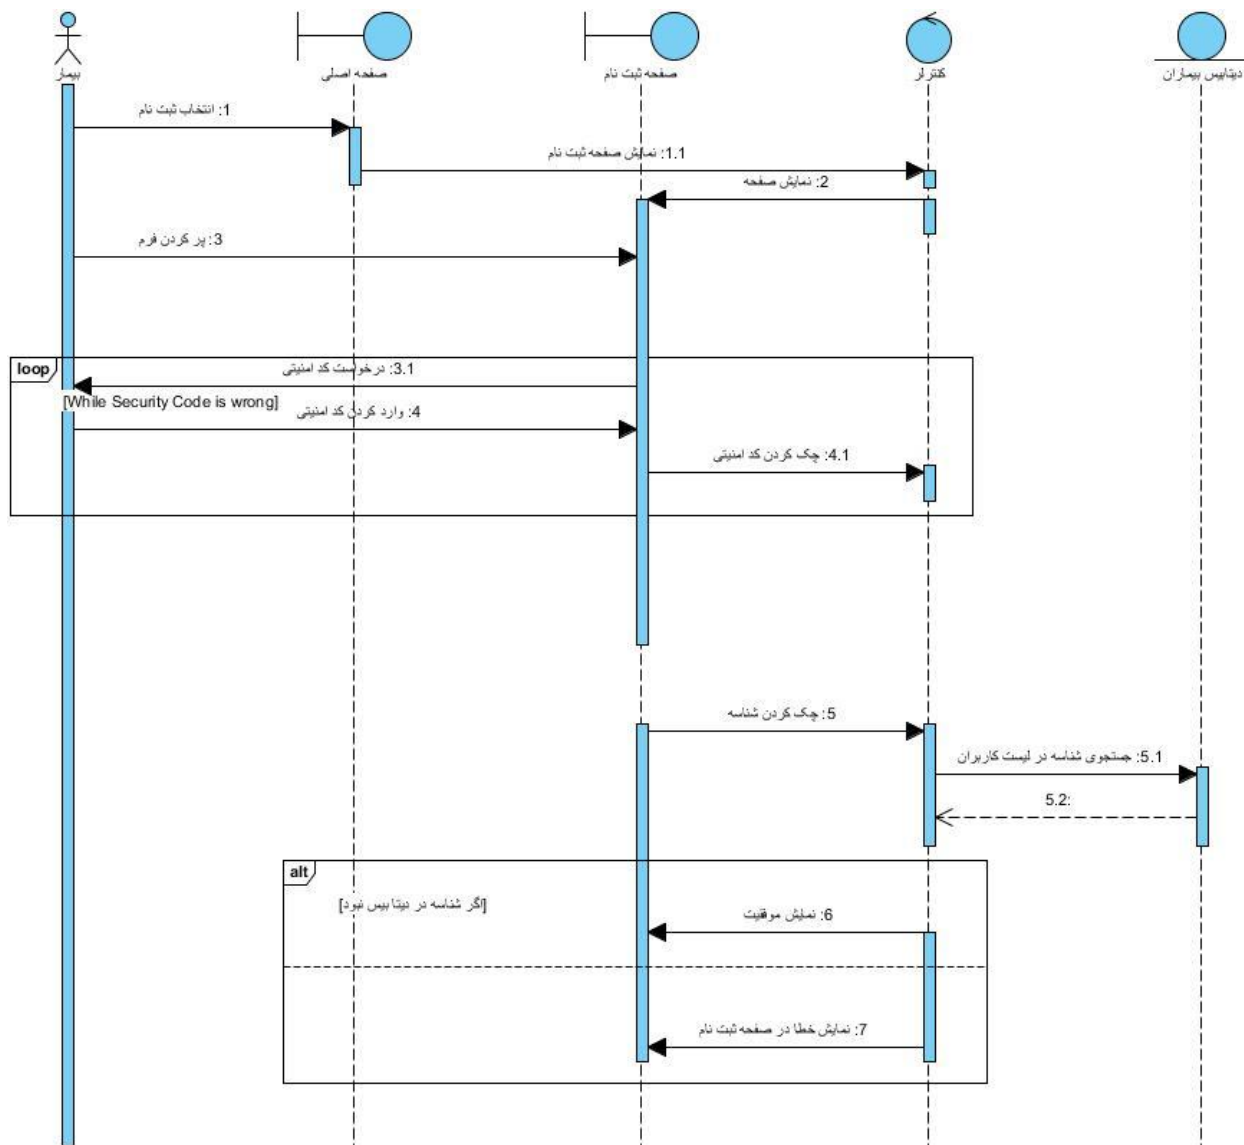 بیمار
صفحه اصلی
صفحه ثبت نام
کنترلر
دیتابیس بیماران
1: انتخاب ثبت نام
1.1: نمایش صفحه ثبت نام
2: نمایش صفحه
3: پر کردن فرم
loop
3.1: درخواست کد امنیتی
[While Security Code is wrong]
4: وارد کردن کد امنیتی
4.1: چک کردن کد امنیتی
5: چک کردن شناسه
5.1: جستجوی شناسه در لیست کاربران
5.2:
alt
[اگر شناسه در دیتا بیس نبود]
6: نمایش موفقیت
7: نمایش خطا در صفحه ثبت نام